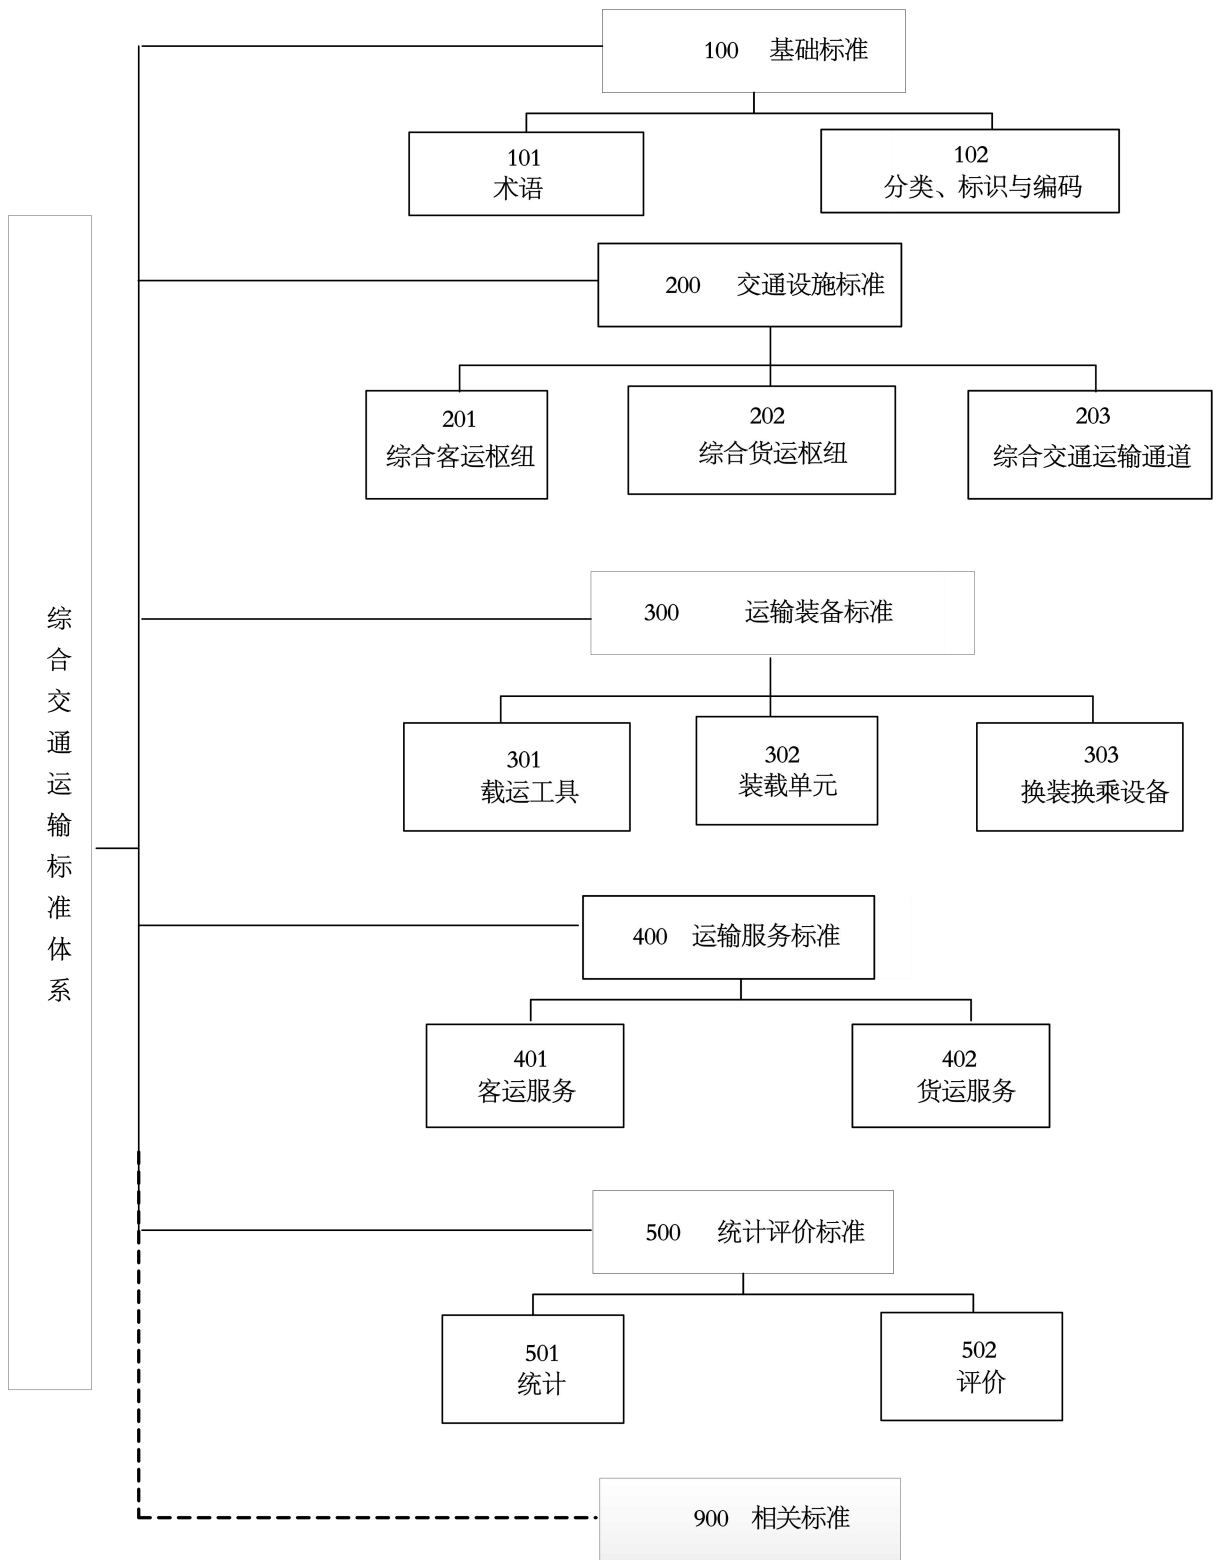 100 基础标准
101
术语
102
分类、标识与编码
200 交通设施标准
201
综合客运枢纽
202
综合货运枢纽
203
综合交通运输通道
综合交通运输标准体系
300 运输装备标准
301
载运工具
302
装载单元
303
换装换乘设备
400 运输服务标准
401
客运服务
402
货运服务
500 统计评价标准
501
统计
502
评价
900 相关标准